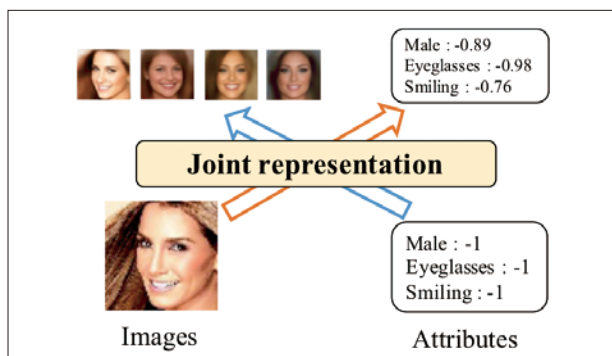 Male : -0.89
Eyeglasses : -0.98
Smiling : -0.76
Joint representation
Male : -1
Eyeglasses : -1
Smiling : -1
Images
Attributes